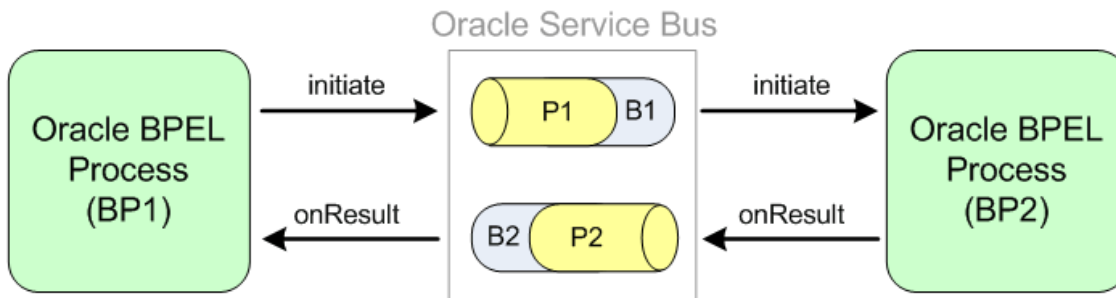 Oracle Service Bus
Oracle BPEL
Process
(BP1)
initiate
P1
B1
initiate
Oracle BPEL
Process
(BP2)
onResult
B2
P2
onResult